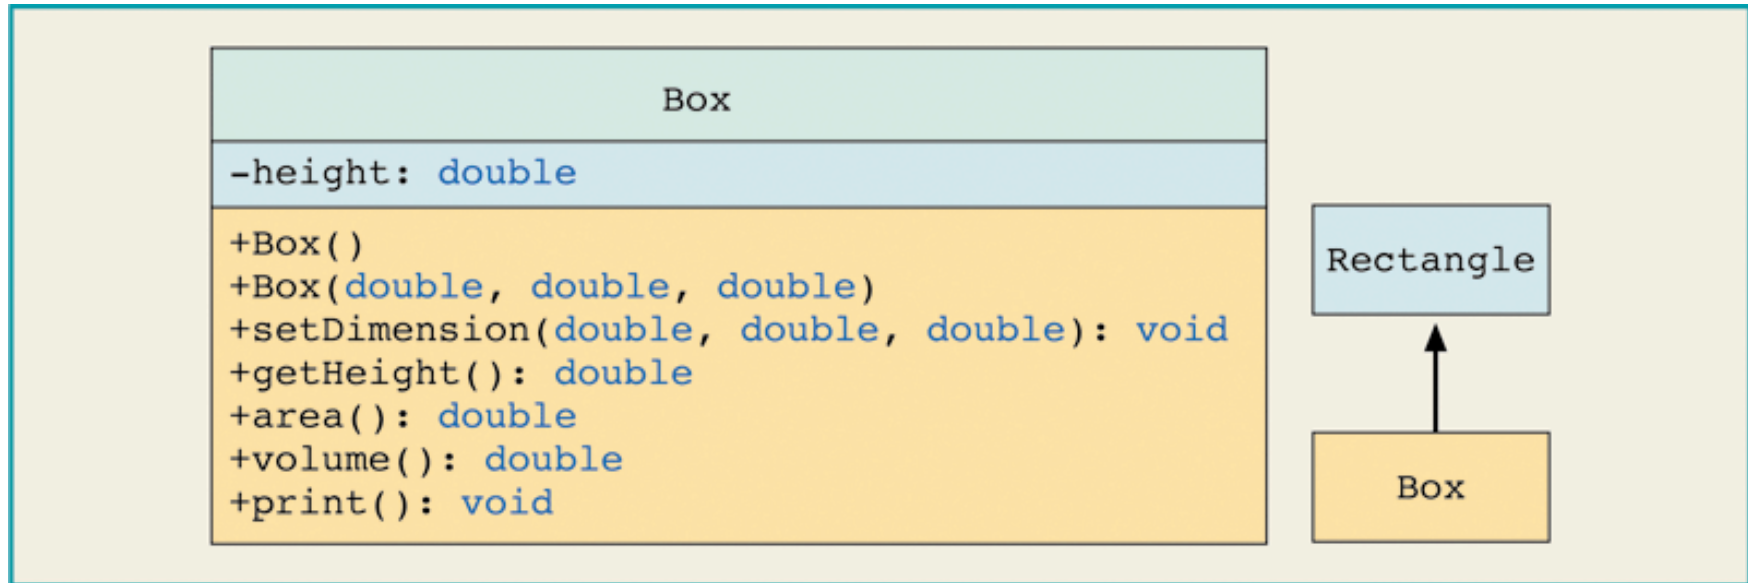 Box
-height: double
+Box()
+Box(double, double, double)
+setDimension(double, double, double): void
+getHeight(): double
+area(): double
+volume(): double
+print(): void
Rectangle
Box